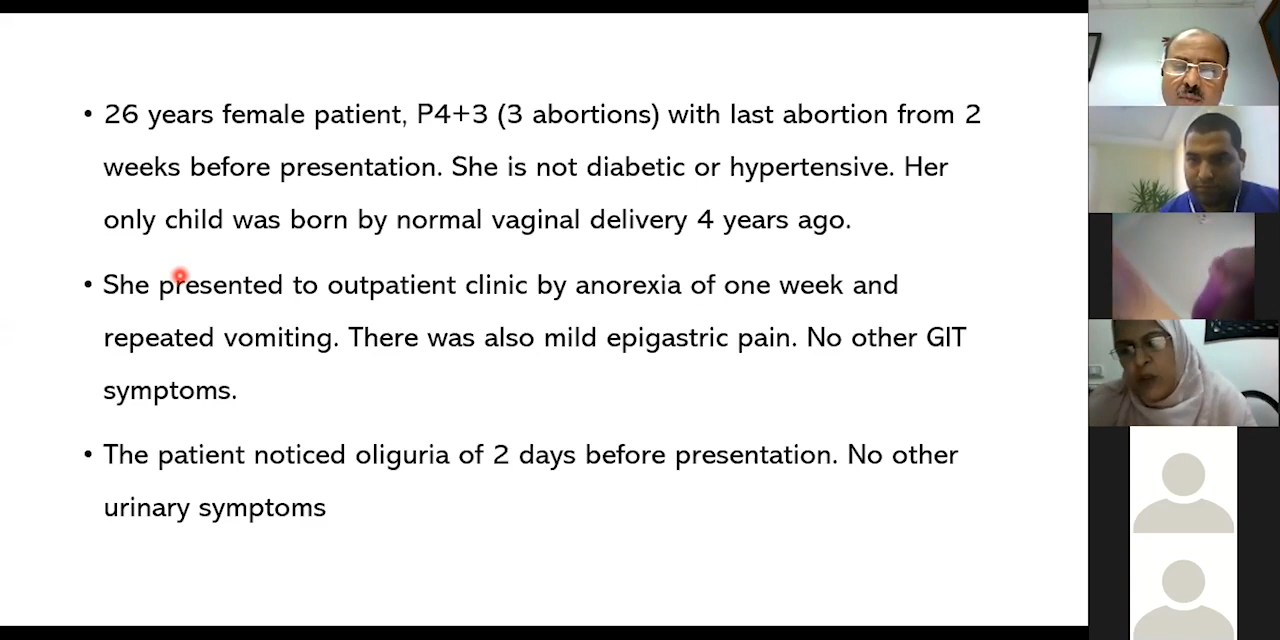 • 26 years female patient, P4+3 (3 abortions) with last abortion from 2
weeks before presentation. She is not diabetic or hypertensive. Her
only child was born by normal vaginal delivery 4 years ago.
• She presented to outpatient clinic by anorexia of one week and
repeated vomiting. There was also mild epigastric pain. No other GIT
symptoms.
• The patient noticed oliguria of 2 days before presentation. No other
urinary symptoms